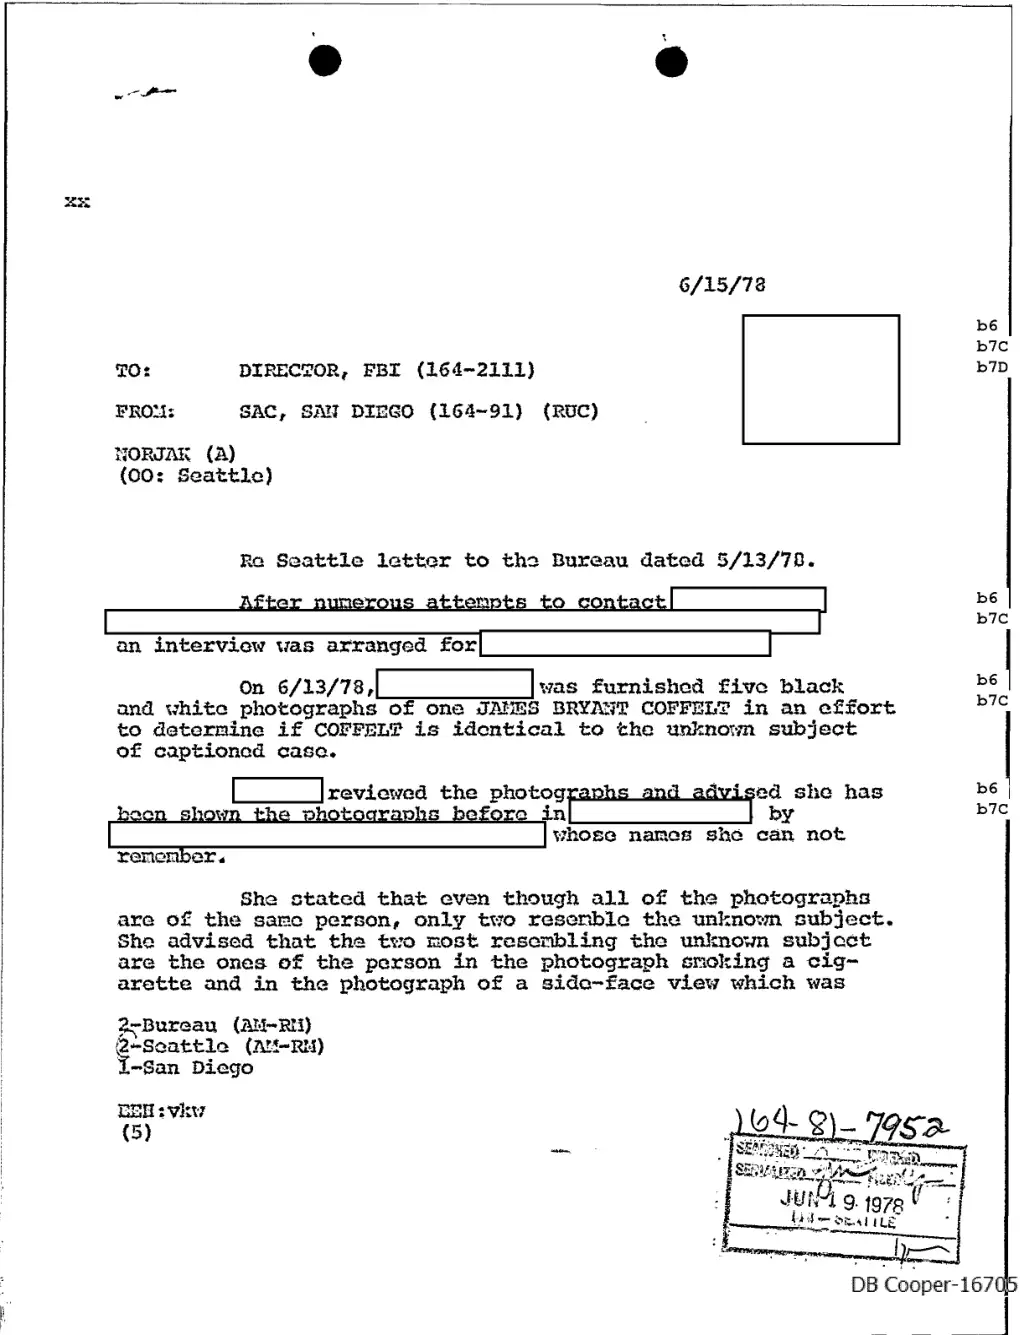 xx
6/15/78
b6
b7C
b7D
TO: DIRECTOR, FBI (164-2111)
FROM: SAC, SAN DIEGO (164-91) (RUC)
NORJAK (A)
(OO: Seattle)
Re Seattle letter to the Bureau dated 5/13/78.
After numerous attempts to contact
b6
b7C
an interview was arranged for
On 6/13/78, was furnished five black
b6
and white photographs of one JAMES BRYANT COFFELT in an effort
b7C
to determine if COFFELT is identical to the unknown subject
of captioned case.
reviewed the photographs and advised she has
b6
been shown the photographs before in by
b7C
whose names she can not
remember.
She stated that even though all of the photographs
are of the same person, only two resemble the unknown subject.
She advised that the two most resembling the unknown subject
are the ones of the person in the photograph smoking a cig-
arette and in the photograph of a side-face view which was
2-Bureau (AM-RM)
2-Seattle (AM-RM)
1-San Diego
EEH:vkw
(5)
164-81-7952
SEARCHED INDEXED
SERIALIZED FILED
JUN 19 1978
FBI - SEATTLE
DB Cooper-16705